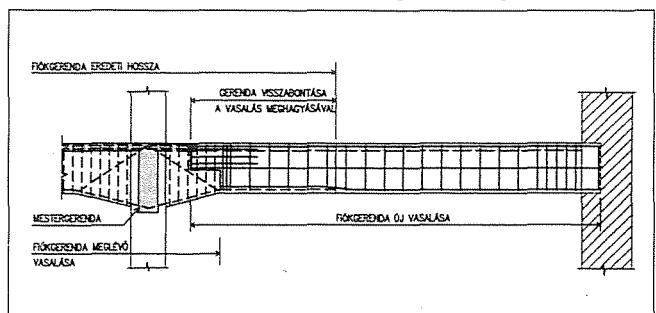 FIÓKGERENDA EREDETI HOSSZA
GERENDA VISSZABONTÁSA
A VASALÁS MEGHAGYÁSÁVAL
MESTERGERENDA
FIÓKGERENDA ÚJ VASALÁSA
FIÓKGERENDA MEGLÉVŐ
VASALÁSA